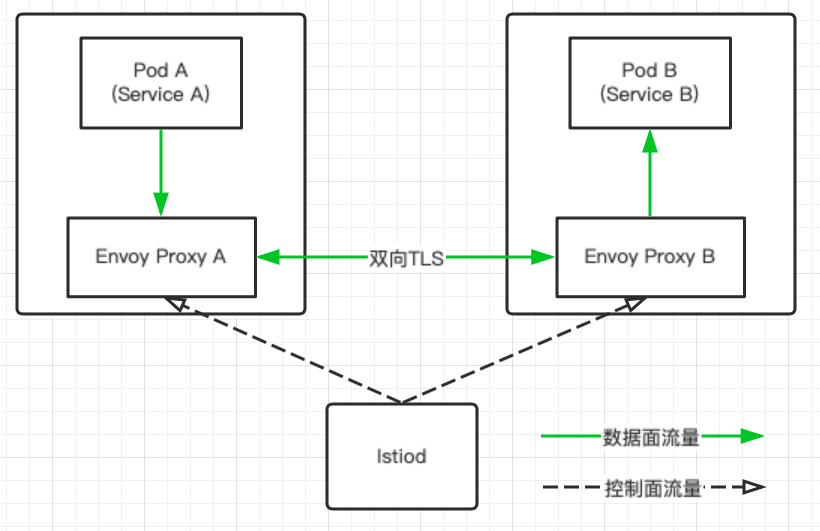 Pod A
(Service A)
Pod B
(Service B)
Envoy Proxy A
双向TLS
Envoy Proxy B
Istiod
数据面流量
控制面流量